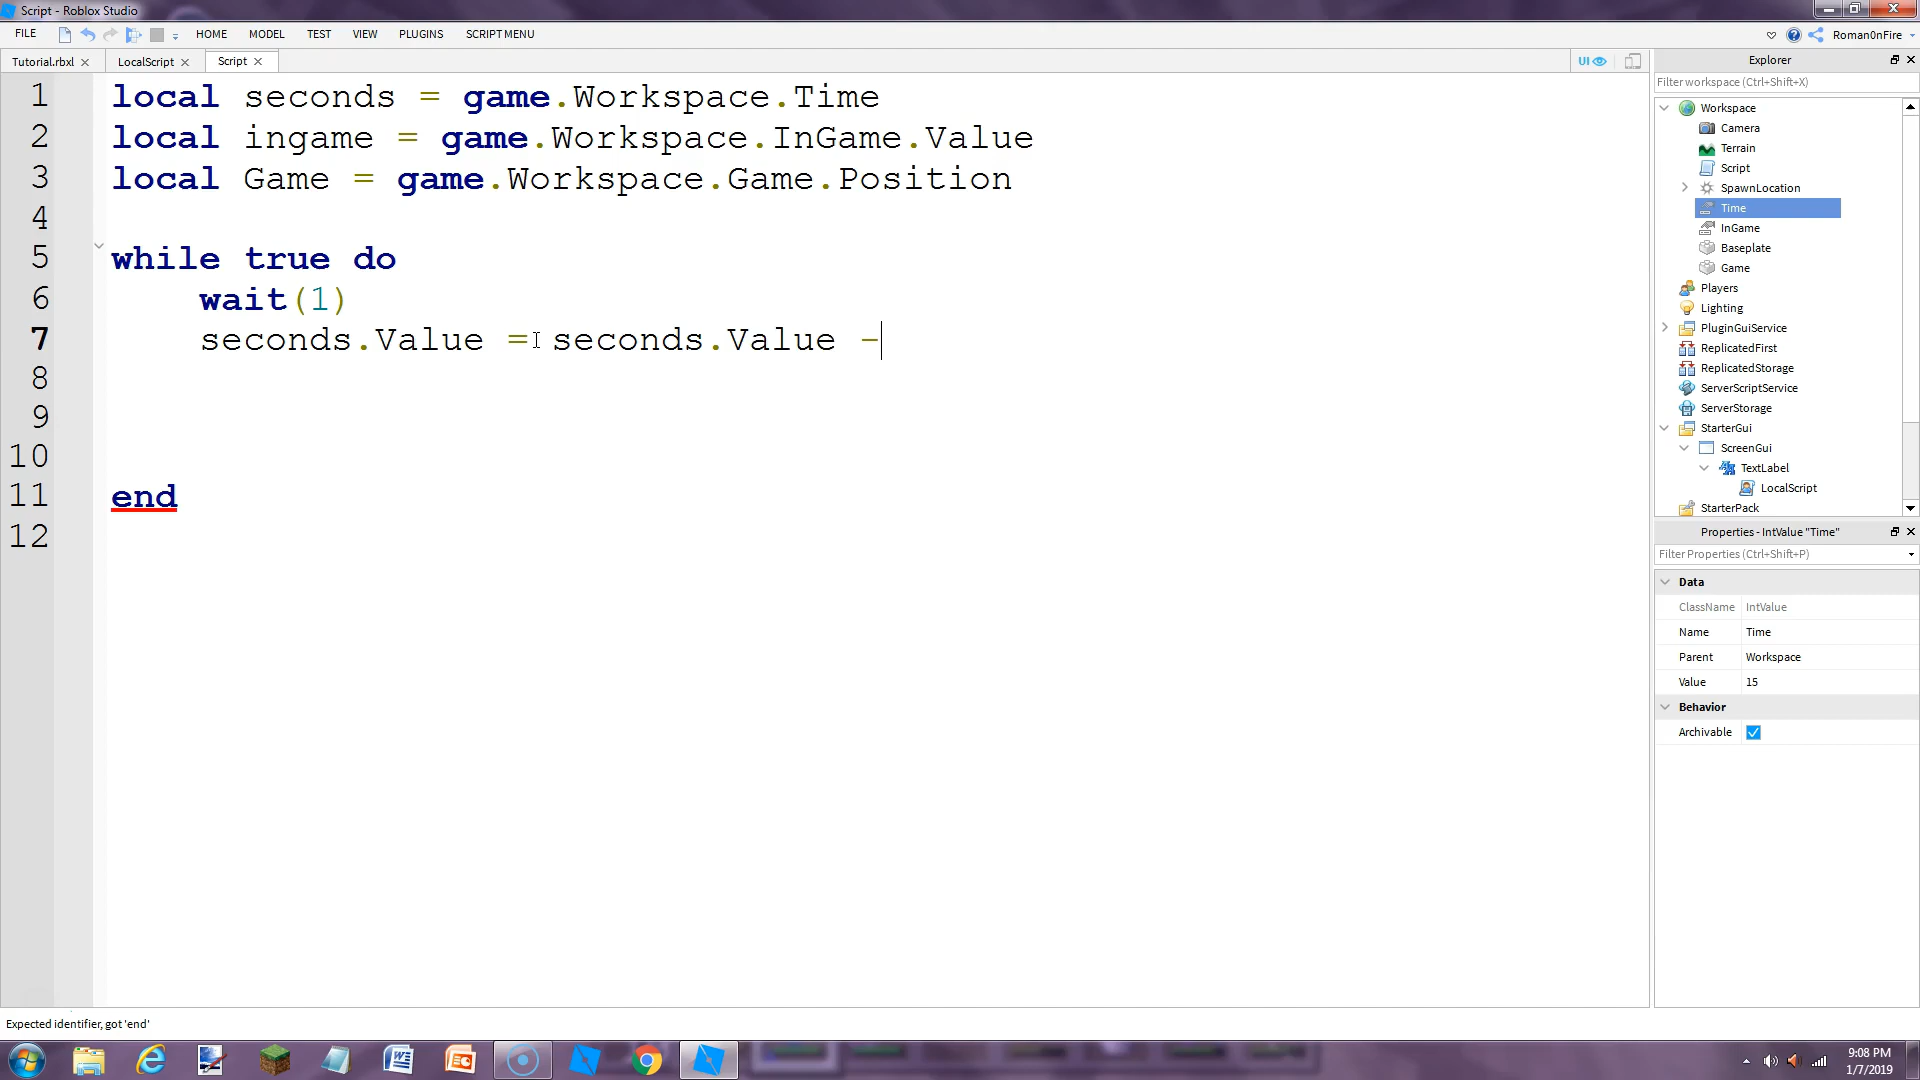 Script - Roblox Studio
FILE HOME MODEL TEST VIEW PLUGINS SCRIPT MENU Roman0nFire
Tutorial.rbxl LocalScript Script UI
1 local seconds = game.Workspace.Time
2 local ingame = game.Workspace.InGame.Value
3 local Game = game.Workspace.Game.Position
4
5 while true do
6 wait(1)
7 seconds.Value = seconds.Value -
8
9
10
11 end
12
Explorer
Filter workspace (Ctrl+Shift+X)
Workspace
Camera
Terrain
Script
SpawnLocation
Time
InGame
Baseplate
Game
Players
Lighting
PluginGuiService
ReplicatedFirst
ReplicatedStorage
ServerScriptService
ServerStorage
StarterGui
ScreenGui
TextLabel
LocalScript
StarterPack
Properties - IntValue "Time"
Filter Properties (Ctrl+Shift+P)
Data
ClassName IntValue
Name Time
Parent Workspace
Value 15
Behavior
Archivable
Expected identifier, got 'end'
9:08 PM
1/7/2019